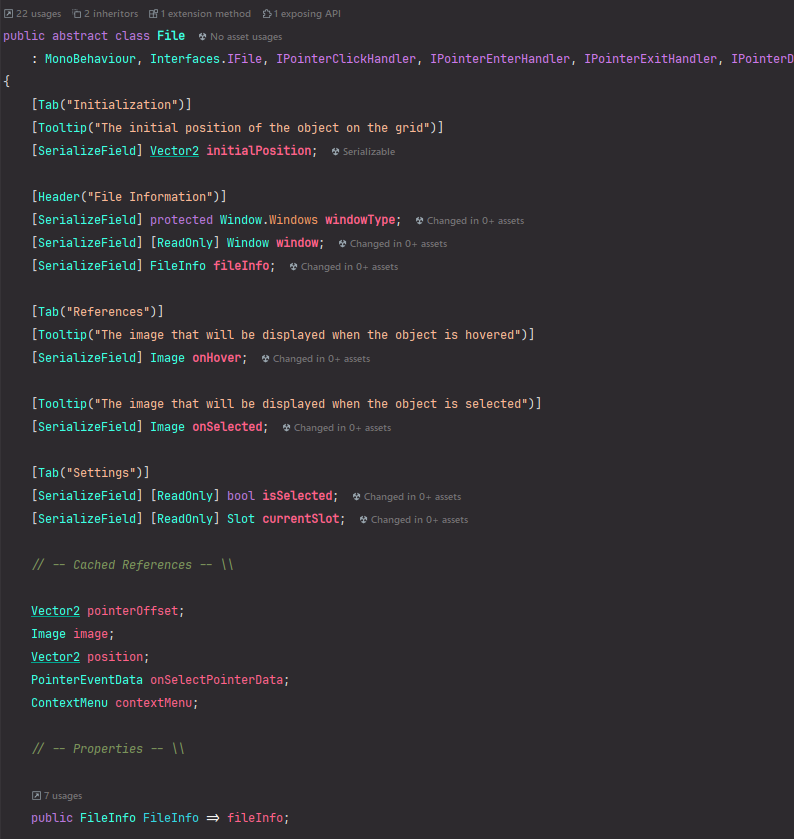 22 usages 2 inheritors 1 extension method 1 exposing API
public abstract class File No asset usages
: MonoBehaviour, Interfaces.IFile, IPointerClickHandler, IPointerEnterHandler, IPointerExitHandler, IPointerD
{
[Tab("Initialization")]
[Tooltip("The initial position of the object on the grid")]
[SerializeField] Vector2 initialPosition; Serializable
[Header("File Information")]
[SerializeField] protected Window.Windows windowType; Changed in 0+ assets
[SerializeField] [ReadOnly] Window window; Changed in 0+ assets
[SerializeField] FileInfo fileInfo; Changed in 0+ assets
[Tab("References")]
[Tooltip("The image that will be displayed when the object is hovered")]
[SerializeField] Image onHover; Changed in 0+ assets
[Tooltip("The image that will be displayed when the object is selected")]
[SerializeField] Image onSelected; Changed in 0+ assets
[Tab("Settings")]
[SerializeField] [ReadOnly] bool isSelected; Changed in 0+ assets
[SerializeField] [ReadOnly] Slot currentSlot; Changed in 0+ assets
// -- Cached References -- \\
Vector2 pointerOffset;
Image image;
Vector2 position;
PointerEventData onSelectPointerData;
ContextMenu contextMenu;
// -- Properties -- \\
7 usages
public FileInfo FileInfo => fileInfo;